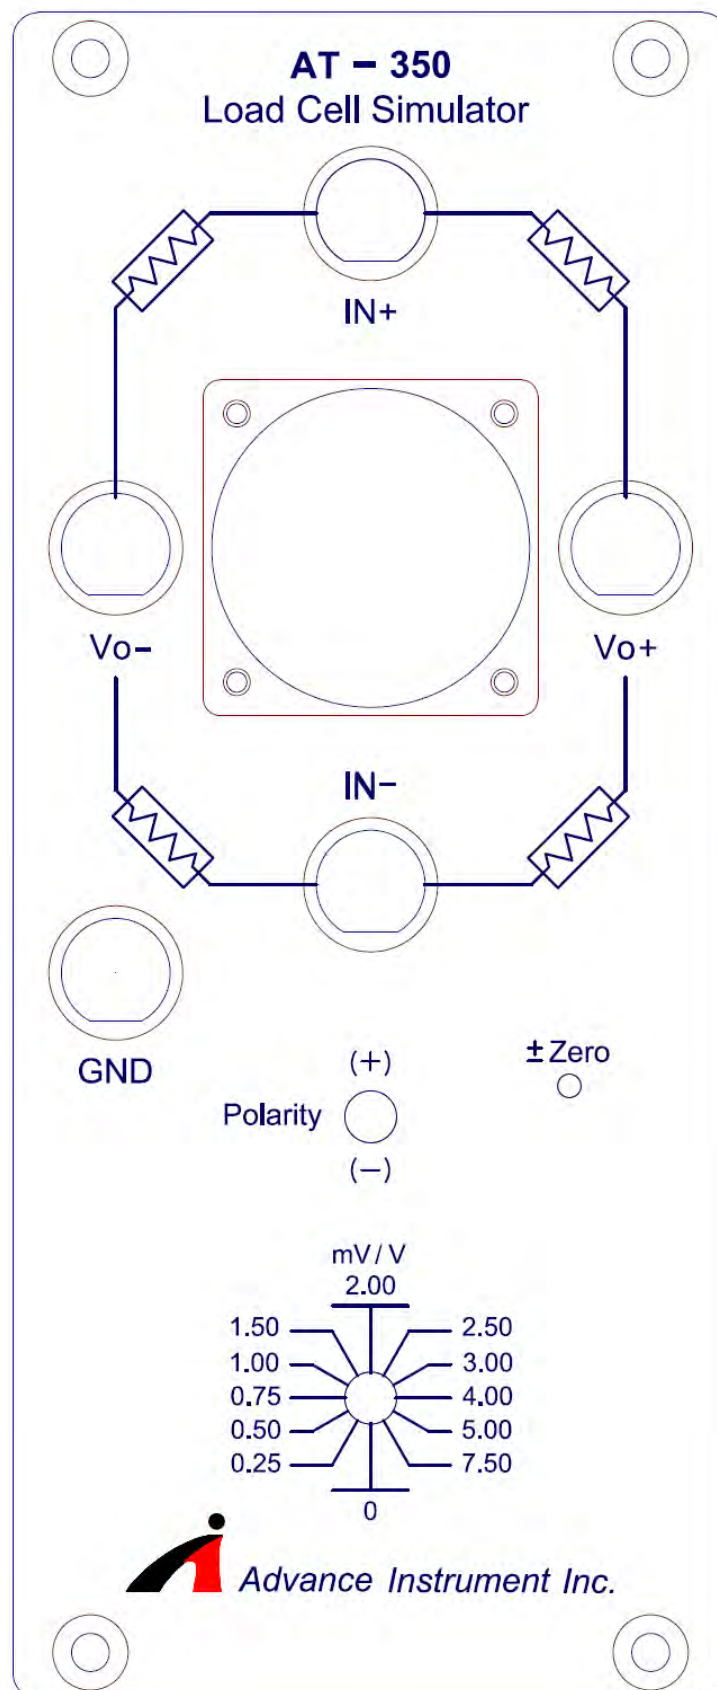 AT – 350
Load Cell Simulator
IN+
Vo– Vo+
IN–
GND
±Zero
(+)
Polarity
(–)
mV/V
2.00
1.50 2.50
1.00 3.00
0.75 4.00
0.50 5.00
0.25 7.50
0
Advance Instrument Inc.